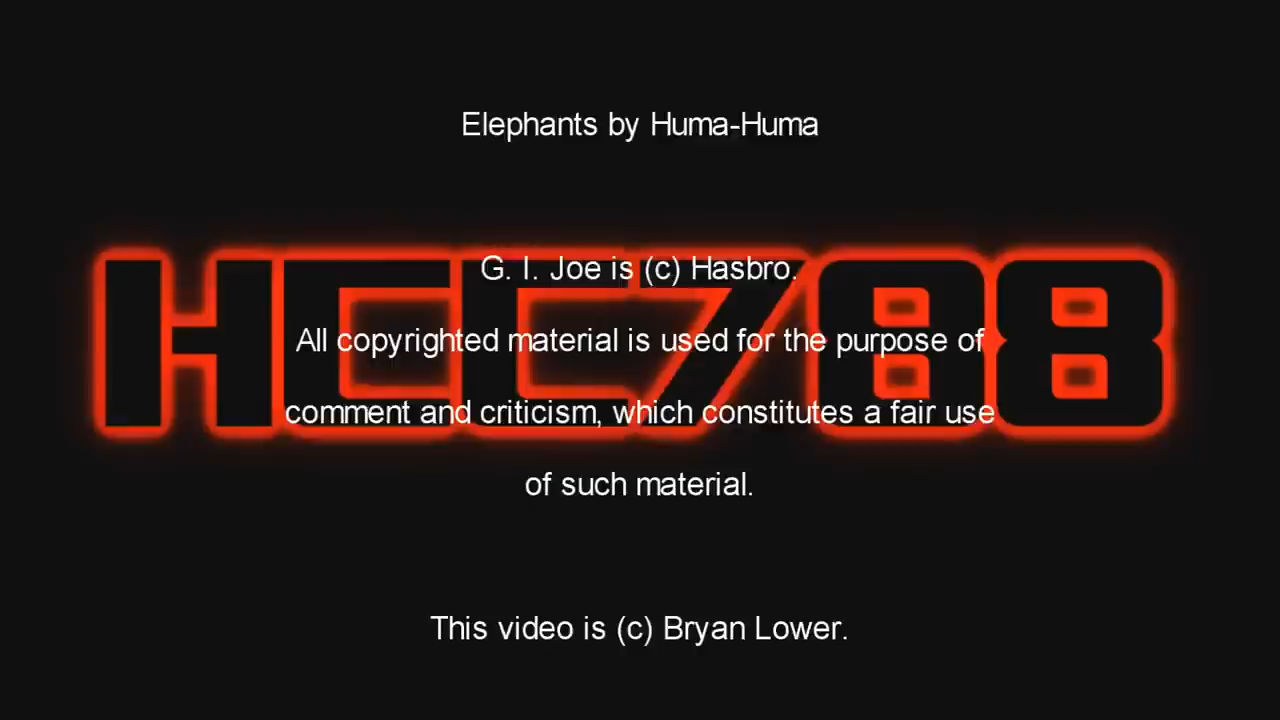 Elephants by Huma-Huma
HCC788
G. I. Joe is (c) Hasbro.
All copyrighted material is used for the purpose of
comment and criticism, which constitutes a fair use
of such material.
This video is (c) Bryan Lower.